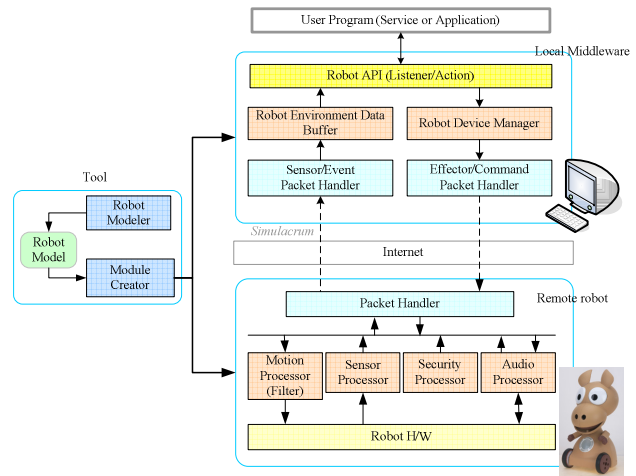 User Program (Service or Application)
Local Middleware
Robot API (Listener/Action)
Robot Environment Data
Buffer
Robot Device Manager
Sensor/Event
Packet Handler
Effector/Command
Packet Handler
Tool
Robot
Modeler
Robot
Model
Module
Creator
Simulacrum
Internet
Remote robot
Packet Handler
Motion
Processor
(Filter)
Sensor
Processor
Security
Processor
Audio
Processor
Robot H/W